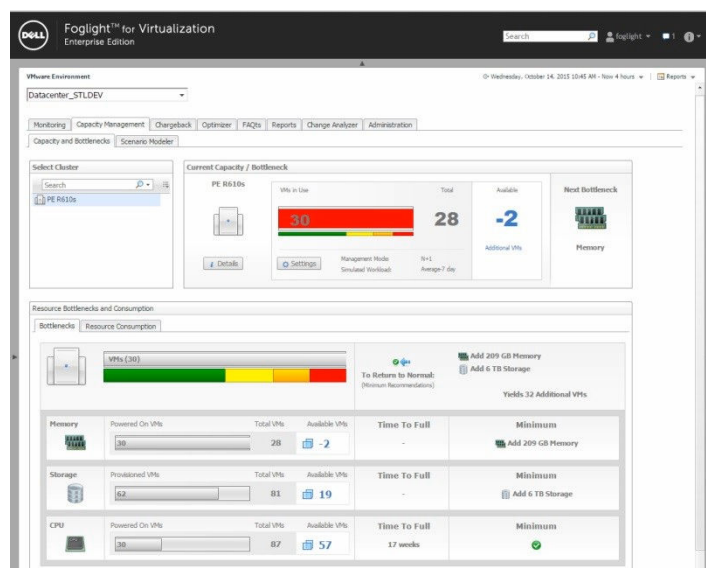 DELL
Foglight™ for Virtualization
Enterprise Edition
Search
foglight
1
VMware Environment
Wednesday, October 14, 2015 10:45 AM - Now 4 hours
Reports
Datacenter_STLDEV
Monitoring Capacity Management Chargeback Optimizer FAQts Reports Change Analyzer Administration
Capacity and Bottlenecks Scenario Modeler
Select Cluster
Search
PE R610s
Current Capacity / Bottleneck
PE R610s
Details
VMs in Use
Total
30
28
Settings
Management Mode: N+1
Simulated Workload: Average-7 day
Available
-2
Additional VMs
Next Bottleneck
Memory
Resource Bottlenecks and Consumption
Bottlenecks Resource Consumption
VMs (30)
To Return to Normal:
(Minimum Recommendations)
Add 209 GB Memory
Add 6 TB Storage
Yields 32 Additional VMs
Memory Powered On VMs Total VMs Available VMs Time To Full Minimum
30 28 -2 - Add 209 GB Memory
Storage Provisioned VMs Total VMs Available VMs Time To Full Minimum
62 81 19 - Add 6 TB Storage
CPU Powered On VMs Total VMs Available VMs Time To Full Minimum
30 87 57 17 weeks